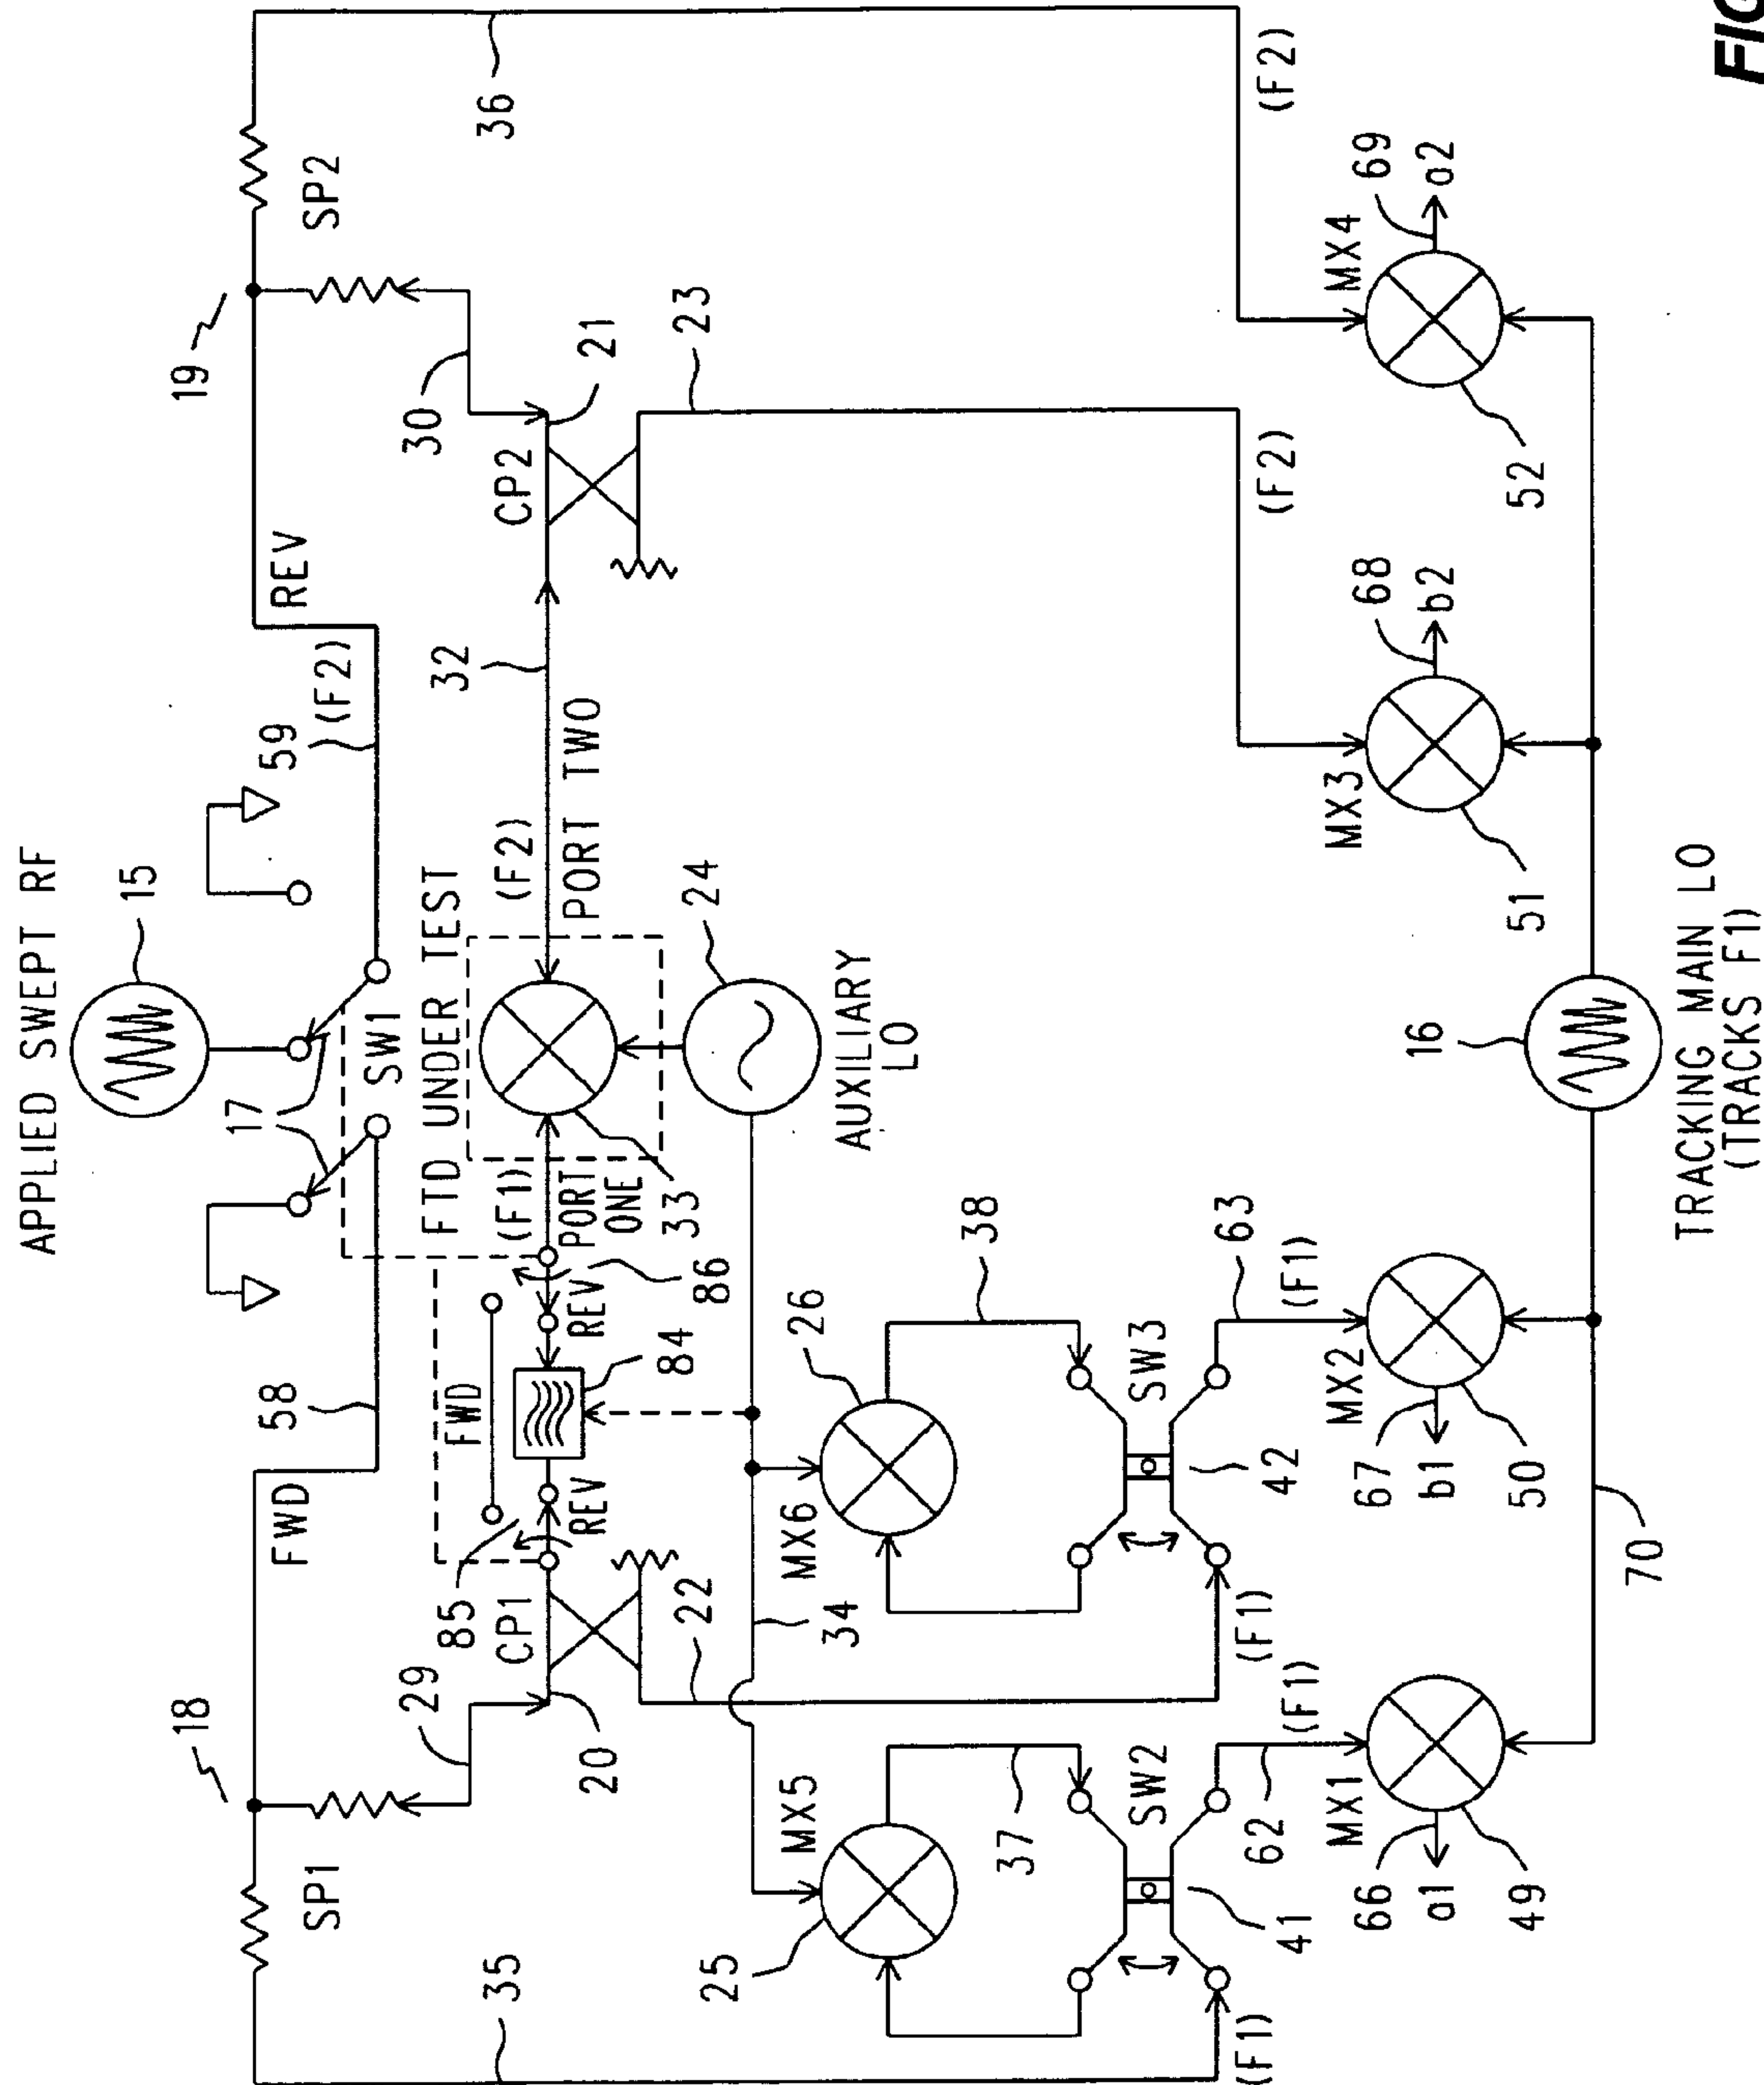 APPLIED SWEPT RF
15
17
SW1
58
FWD
59
(F2)
REV
18
19
SP1
SP2
35
36
29
30
20
21
CP1
CP2
85
FWD
REV
84
REV
86
FTD UNDER TEST
(F1)
PORT
ONE
33
(F2)
PORT TWO
32
22
23
24
AUXILIARY
LO
34
25
MX5
37
MX6
26
38
SW2
41
SW3
42
(F1)
62
(F1)
(F1)
63
(F1)
(F2)
(F2)
MX1
66
a1
49
MX2
67
b1
50
MX3
68
b2
51
MX4
69
a2
52
70
16
TRACKING MAIN LO
(TRACKS F1)
FIG